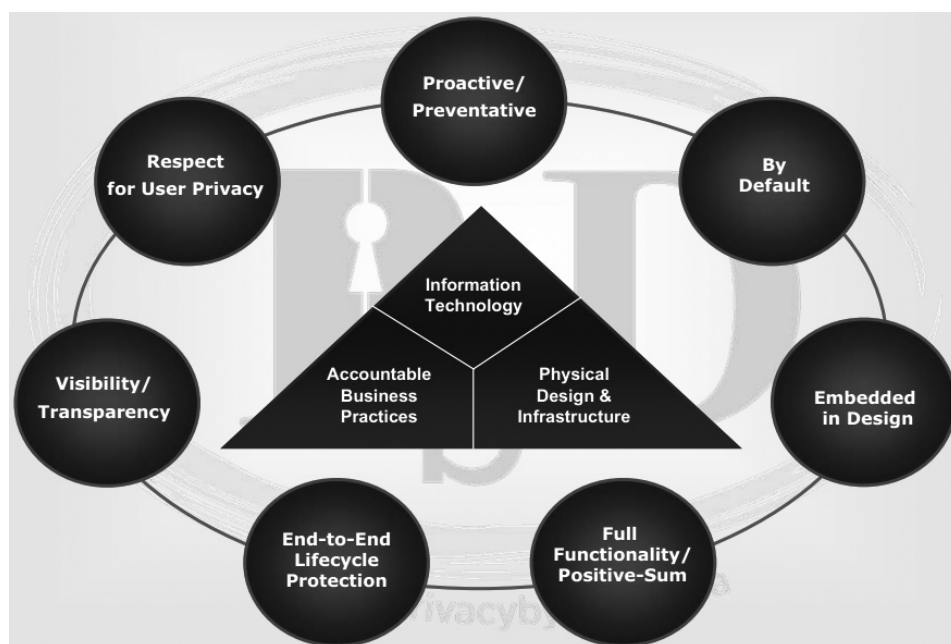 Proactive/
Preventative
By
Default
Embedded
in Design
Full
Functionality/
Positive-Sum
End-to-End
Lifecycle
Protection
Visibility/
Transparency
Respect
for User Privacy
Information
Technology
Accountable
Business
Practices
Physical
Design &
Infrastructure
PbD